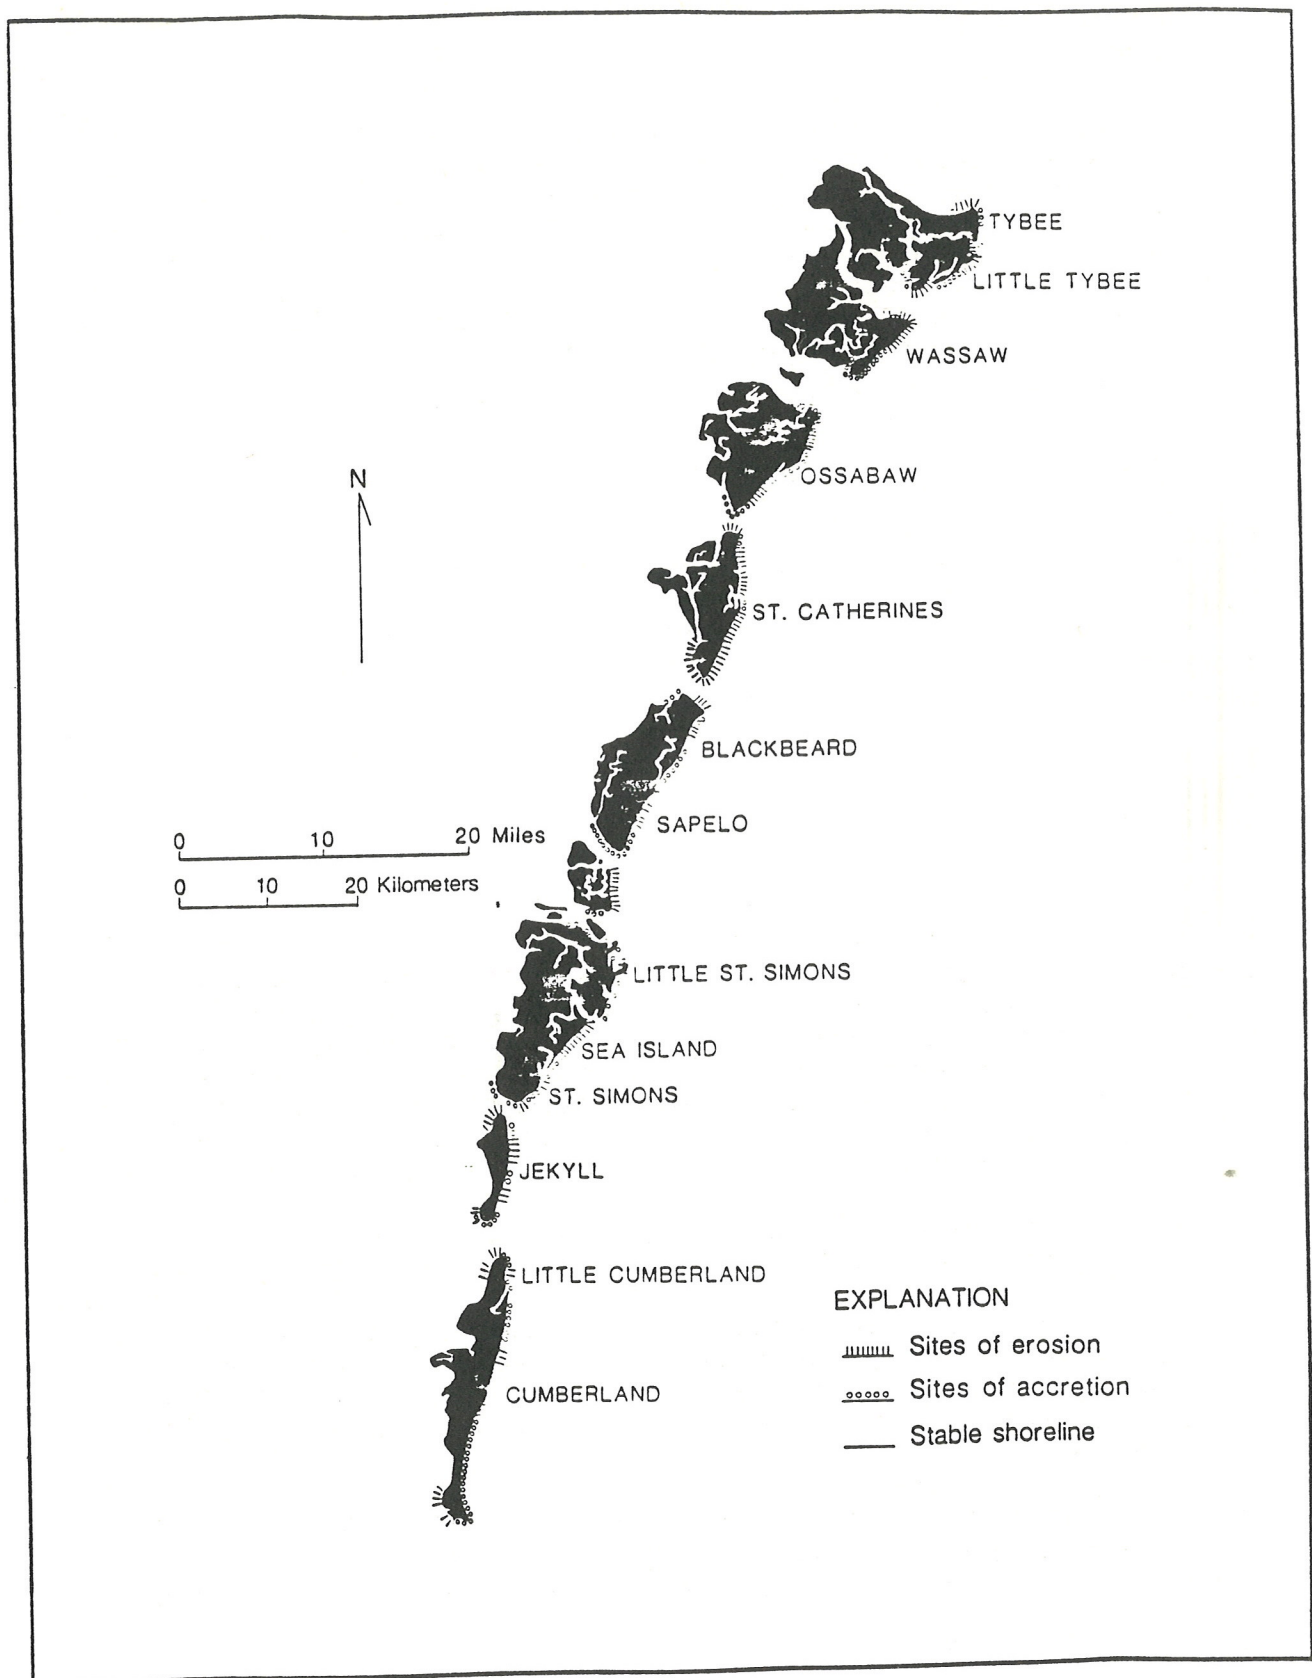 TYBEE
LITTLE TYBEE
WASSAW
OSSABAW
N
ST. CATHERINES
BLACKBEARD
SAPELO
0 10 20 Miles
0 10 20 Kilometers
LITTLE ST. SIMONS
SEA ISLAND
ST. SIMONS
JEKYLL
LITTLE CUMBERLAND
CUMBERLAND
EXPLANATION
Sites of erosion
Sites of accretion
Stable shoreline